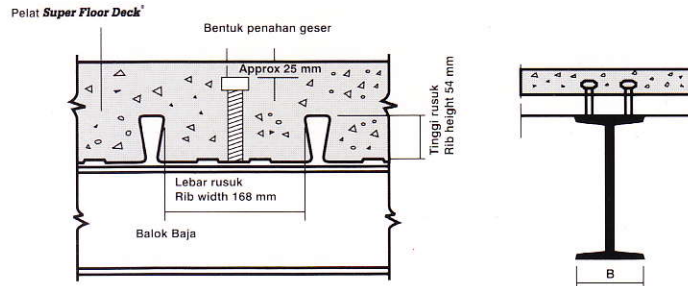 Pelat Super Floor Deck®
Bentuk penahan geser
Approx 25 mm
Tinggi rusuk
Rib height 54 mm
Lebar rusuk
Rib width 168 mm
Balok Baja
B